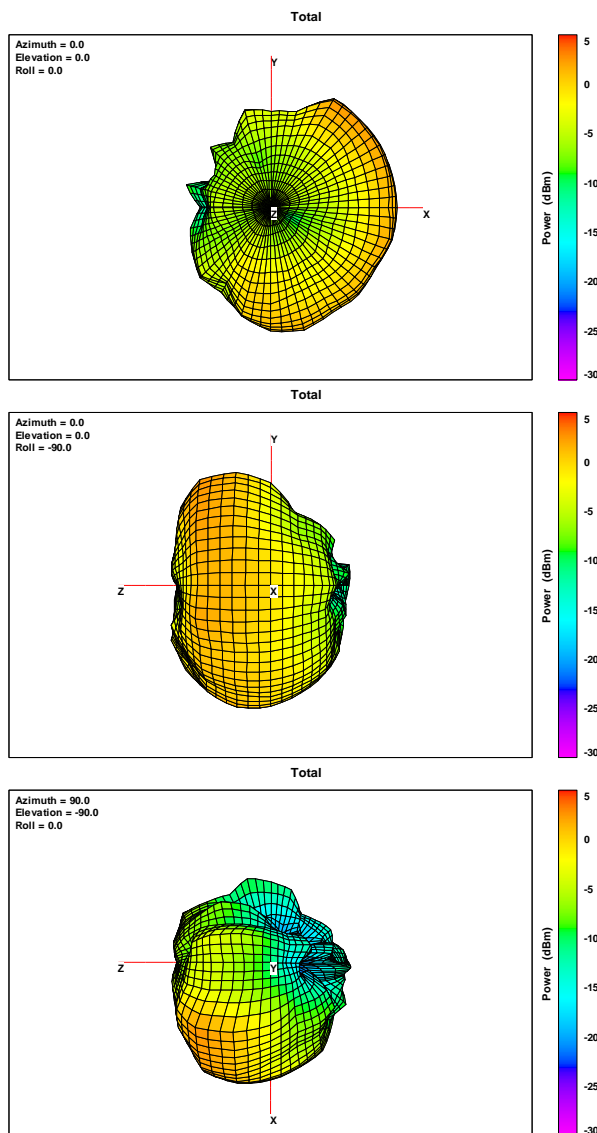 Total
Azimuth = 0.0
Elevation = 0.0
Roll = 0.0
Y
Z
X
Power (dBm)
5
0
-5
-10
-15
-20
-25
-30
Total
Azimuth = 0.0
Elevation = 0.0
Roll = -90.0
Y
Z
X
Power (dBm)
5
0
-5
-10
-15
-20
-25
-30
Total
Azimuth = 90.0
Elevation = -90.0
Roll = 0.0
Z
Y
X
Power (dBm)
5
0
-5
-10
-15
-20
-25
-30